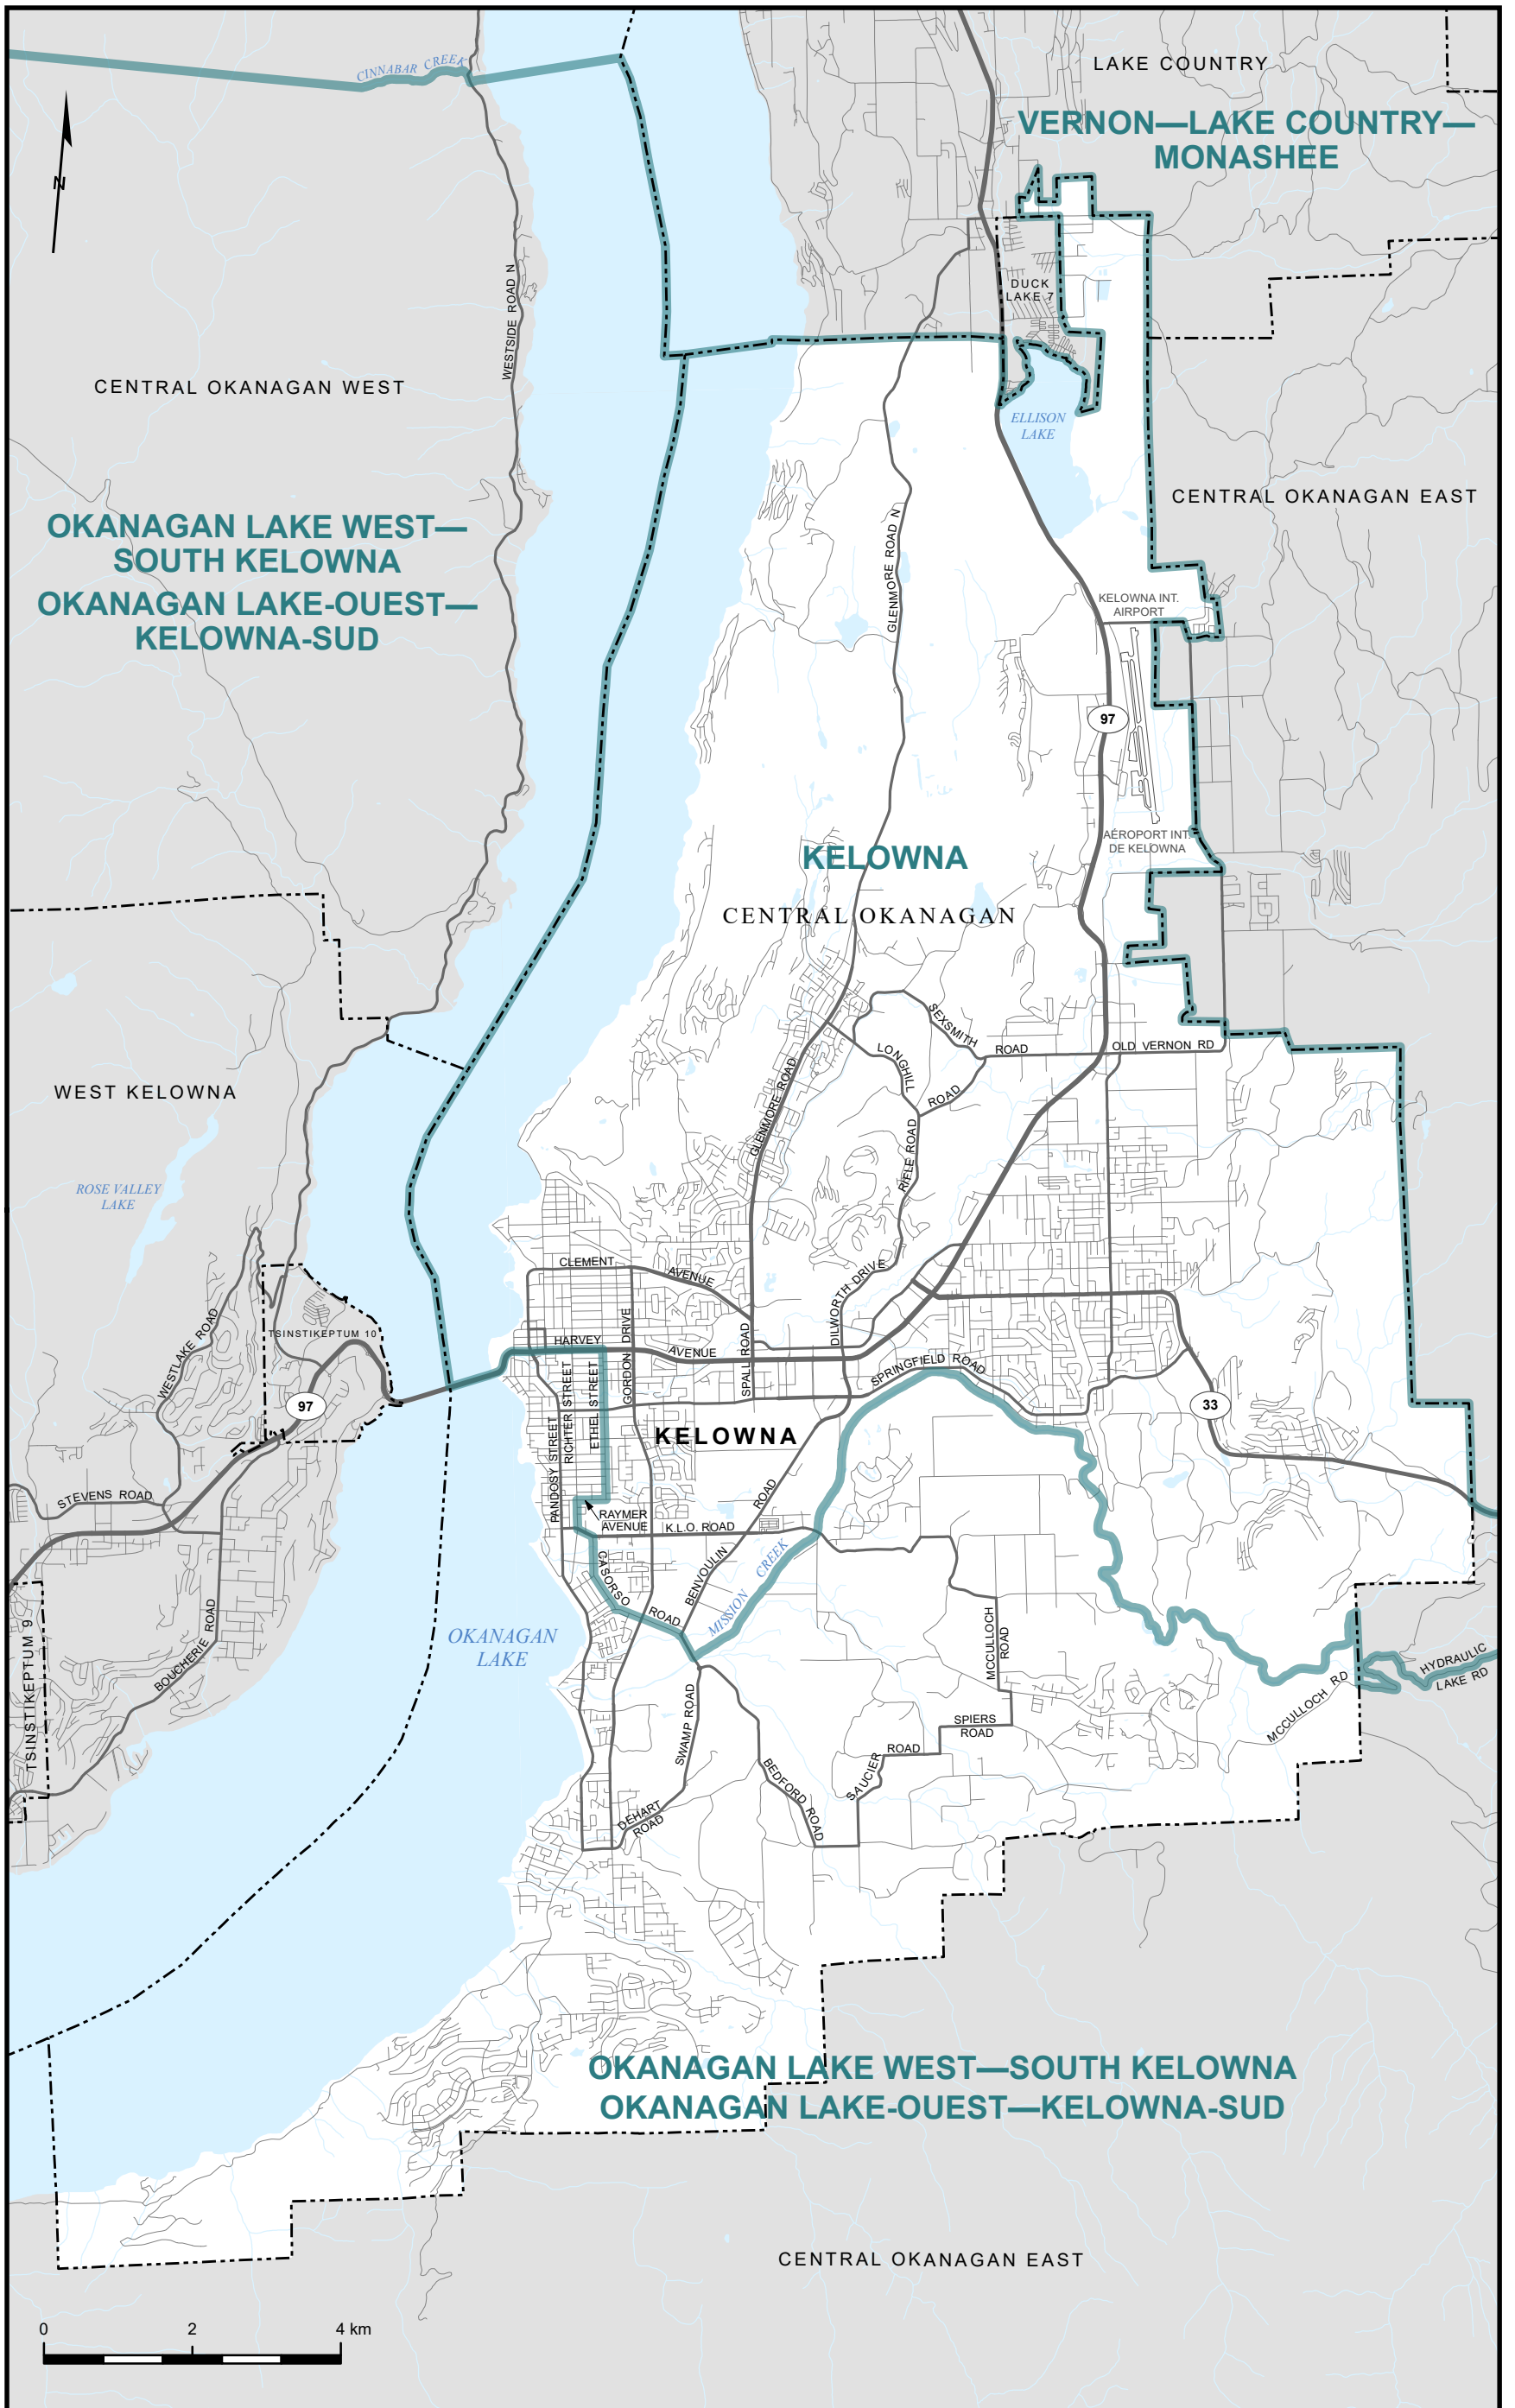 LAKE COUNTRY
CINNABAR CREEK
VERNON—LAKE COUNTRY—
MONASHEE
N
DUCK
LAKE 7
WESTSIDE ROAD N
CENTRAL OKANAGAN WEST
ELLISON
LAKE
CENTRAL OKANAGAN EAST
OKANAGAN LAKE WEST—
SOUTH KELOWNA
OKANAGAN LAKE-OUEST—
KELOWNA-SUD
GLENMORE ROAD N
KELOWNA INT.
AIRPORT
97
AÉROPORT INT.
DE KELOWNA
KELOWNA
CENTRAL OKANAGAN
SEXSMITH
ROAD
OLD VERNON RD
LONGHILL
ROAD
WEST KELOWNA
GLENMORE ROAD
RIFLE ROAD
ROSE VALLEY
LAKE
CLEMENT
AVENUE
DILWORTH DRIVE
TSINSTIKEPTUM 10
WESTLAKE ROAD
HARVEY
AVENUE
GORDON DRIVE
SPALL ROAD
SPRINGFIELD ROAD
97
33
PANDOSY STREET
RICHTER STREET
ETHEL STREET
KELOWNA
STEVENS ROAD
RAYMER
AVENUE
K.L.O. ROAD
ROAD
BENVOULIN
CASORSO
ROAD
MISSION CREEK
MCCULLOCH
ROAD
OKANAGAN
LAKE
TSINSTIKEPTUM 9
BOUCHERIE ROAD
HYDRAULIC
LAKE RD
MCCULLOCH RD
SWAMP ROAD
SPIERS
ROAD
SAUCIER
ROAD
BEDFORD ROAD
DEHART
ROAD
OKANAGAN LAKE WEST—SOUTH KELOWNA
OKANAGAN LAKE-OUEST—KELOWNA-SUD
CENTRAL OKANAGAN EAST
0 2 4 km